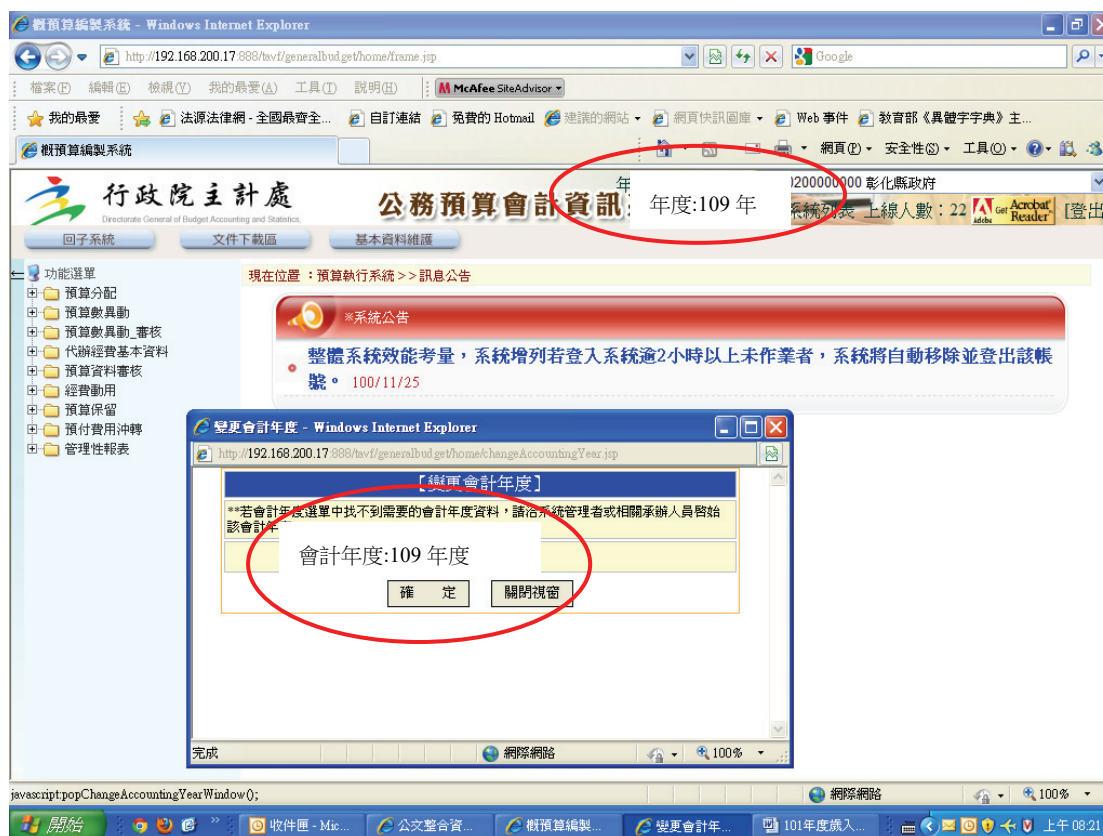 概預算編製系統 - Windows Internet Explorer
http://192.168.200.17:888/tavf/generalbudget/home/frame.jsp
Google
檔案(F) 編輯(E) 檢視(V) 我的最愛(A) 工具(T) 說明(H) McAfee SiteAdvisor
我的最愛 法源法律網 - 全國最齊全... 自訂連結 免費的 Hotmail 建議的網站 網頁快訊圖庫 Web 事件 教育部《異體字字典》主...
概預算編製系統 網頁(P) 安全性(S) 工具(O)
行政院主計處
Directorate General of Budget Accounting and Statistics,
公務預算會計資訊
年
年度:109 年
0200000000 彰化縣政府
系統列表 上線人數：22 Get Acrobat Reader Adobe [登出
回子系統 文件下載區 基本資料維護
功能選單
現在位置 ：預算執行系統>>訊息公告
預算分配
預算數異動
預算數異動_審核
代辦經費基本資料
預算資料審核
經費動用
預算保留
預付費用沖轉
管理性報表
※系統公告
整體系統效能考量，系統增列若登入系統逾2小時以上未作業者，系統將自動移除並登出該帳
號。 100/11/25
變更會計年度 - Windows Internet Explorer
http://192.168.200.17:888/tavf/generalbudget/home/changeAccountingYear.jsp
【變更會計年度】
**若會計年度選單中找不到需要的會計年度資料，請洽系統管理者或相關承辦人員啓始
該會計年
會計年度:109 年度
確 定 關閉視窗
完成 網際網路 100%
javascript:popChangeAccountingYearWindow(); 網際網路 100%
開始 收件匣 - Mic... 公文整合資... 概預算編製... 變更會計年... 101年度歲入... 上午 08:21